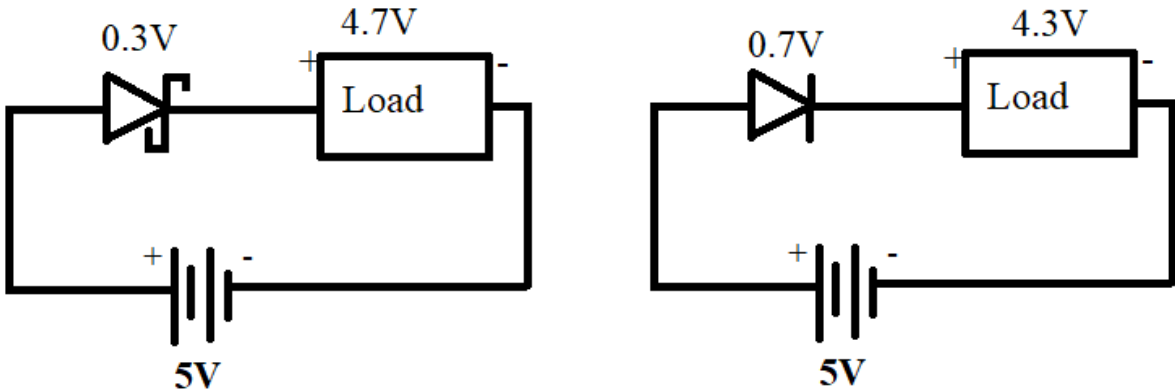 0.3V
4.7V
+ -
Load
+ -
5V
0.7V
4.3V
+ -
Load
+ -
5V